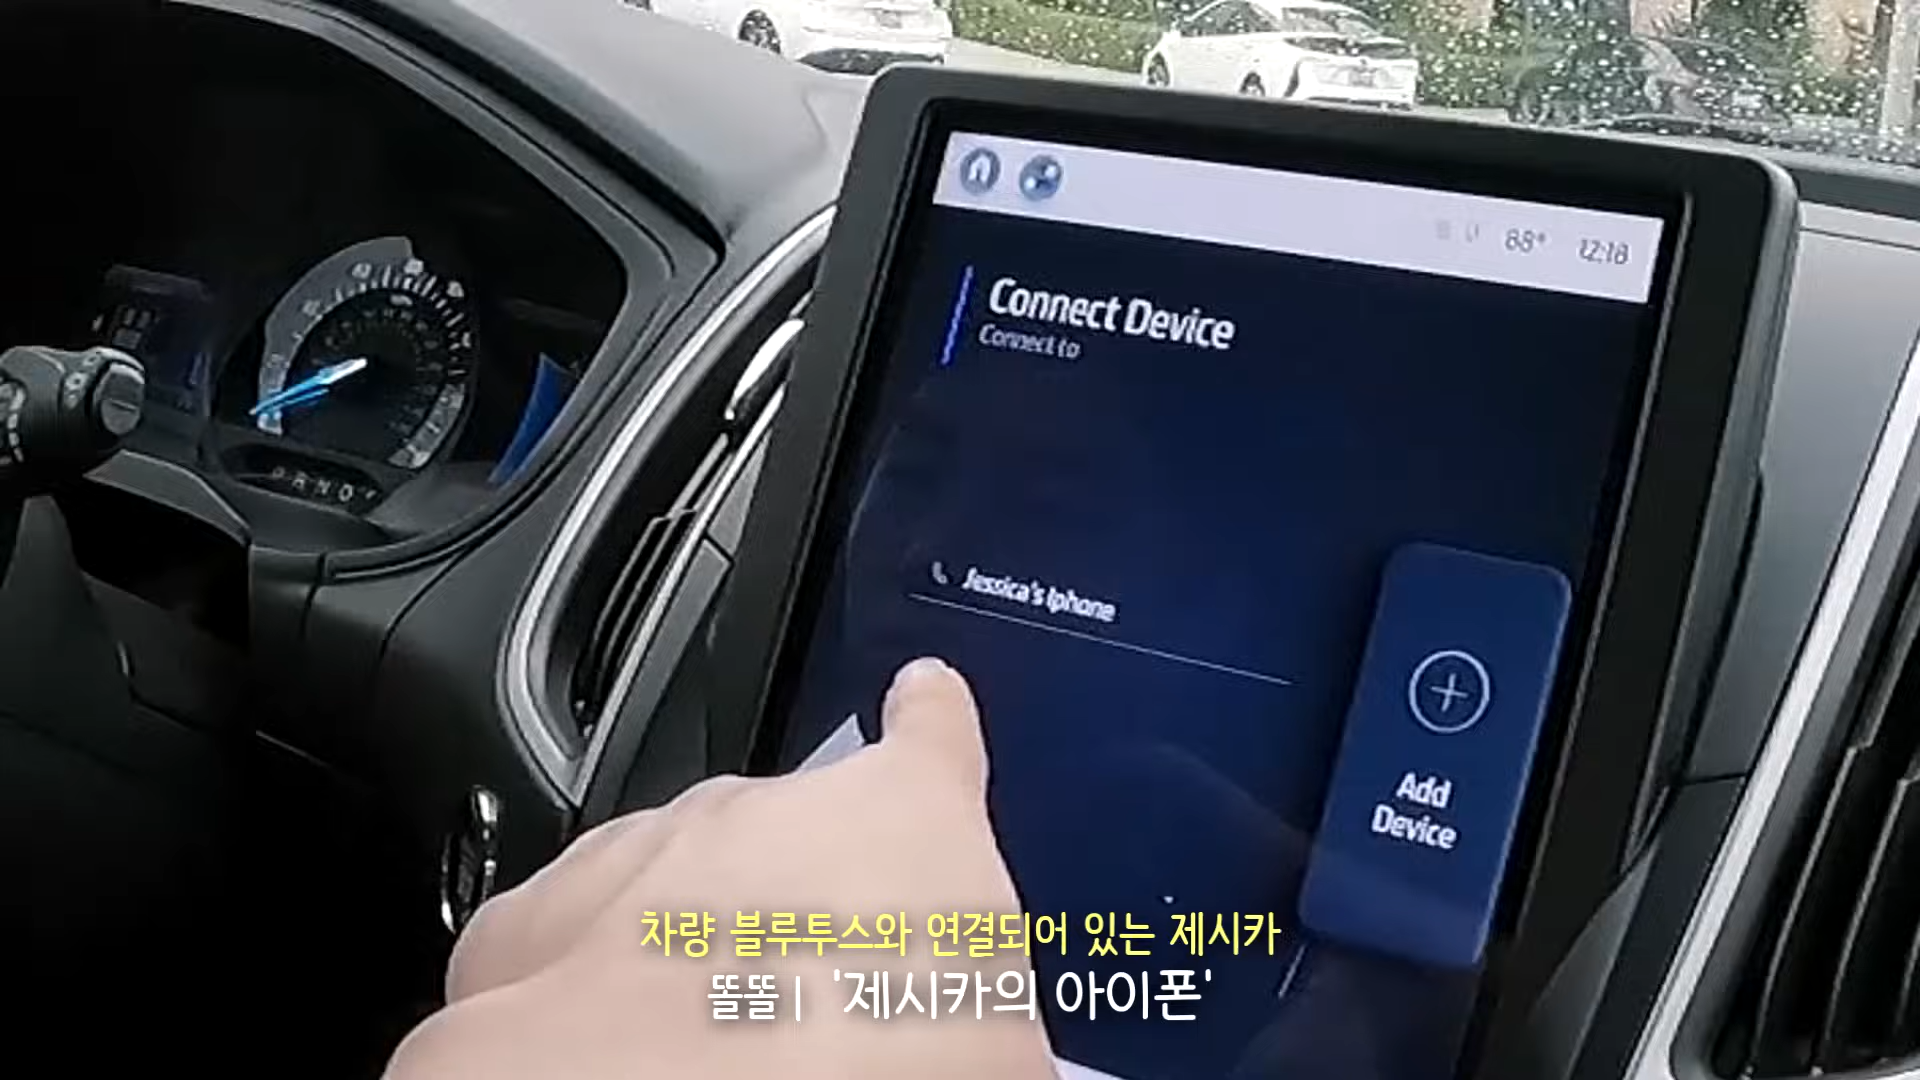 88° 12:18
Connect Device
Connect to
Jessica's Iphone
Add
Device
차량 블루투스와 연결되어 있는 제시카
똘똘 | '제시카의 아이폰'